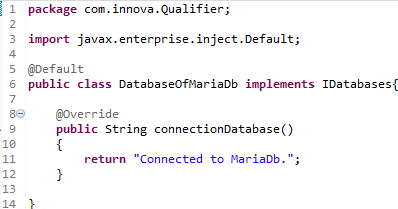 1 package com.innova.Qualifier;
2
3 import javax.enterprise.inject.Default;
4
5 @Default
6 public class DatabaseOfMariaDb implements IDatabases{
7
8 @Override
9 public String connectionDatabase()
10 {
11 return "Connected to MariaDb.";
12 }
13
14 }